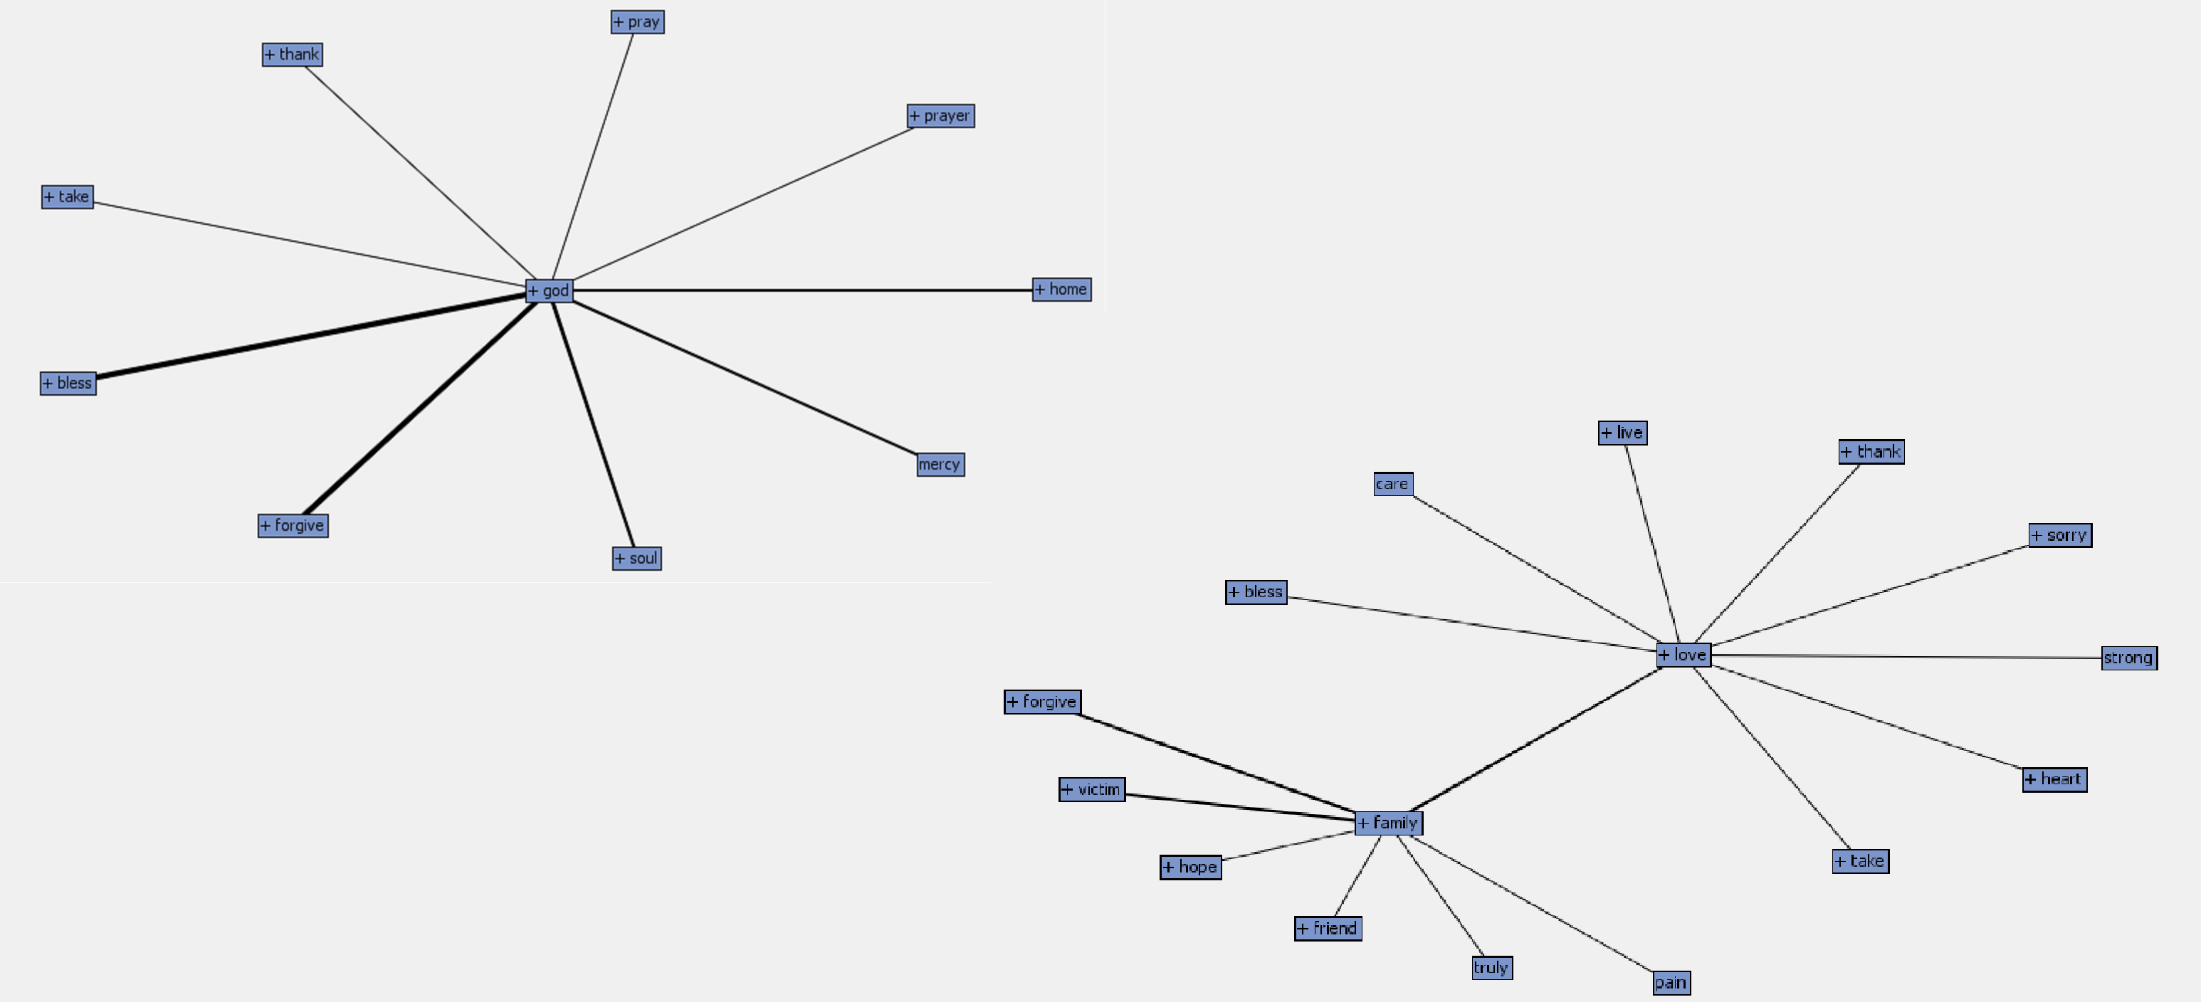 + pray
+ thank
+ prayer
+ take
+ god
+ home
+ bless
mercy
+ forgive
+ soul
+ live
+ thank
care
+ sorry
+ bless
+ love
strong
+ forgive
+ heart
+ victim
+ family
+ take
+ hope
+ friend
truly
pain